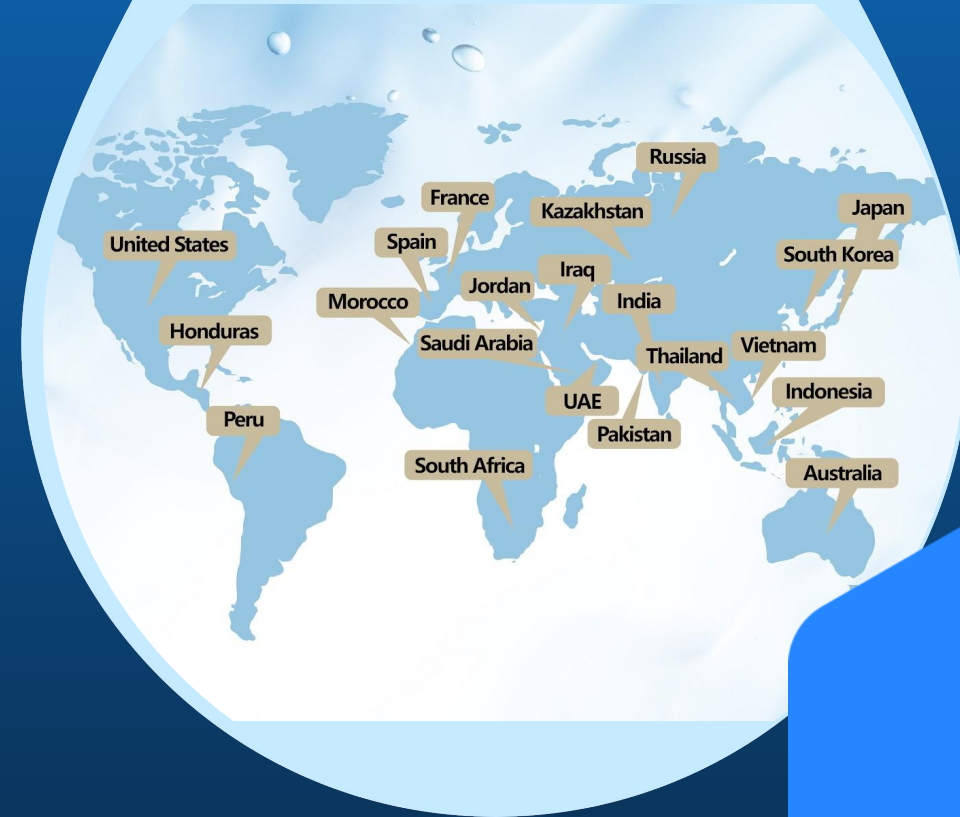 Russia
France
Kazakhstan
Japan
Spain
United States
South Korea
Iraq
Jordan
India
Morocco
Honduras
Saudi Arabia
Vietnam
Thailand
Indonesia
UAE
Peru
Pakistan
South Africa
Australia